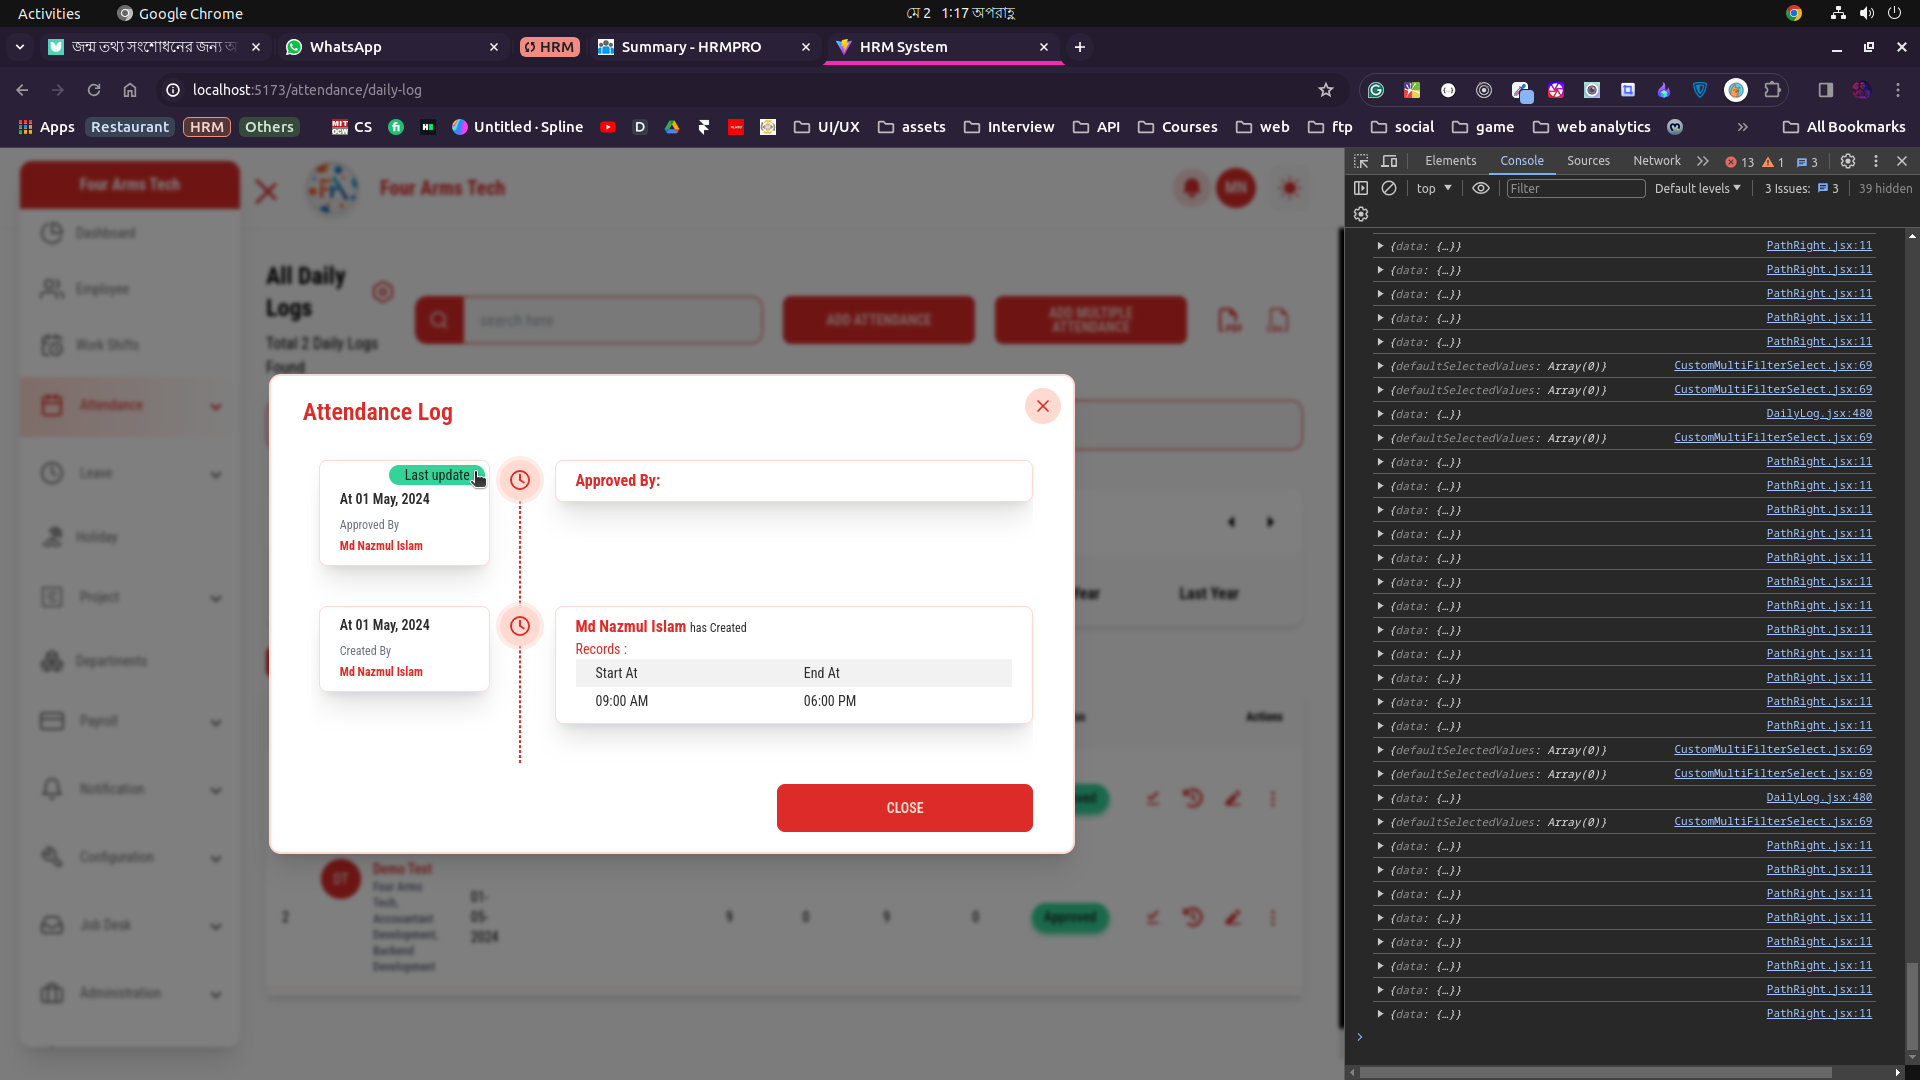 Activities
Google Chrome
মে 2 1:17 অপরাহ্ণ
জন্ম তথ্য সংশোধনের জন্য অ
WhatsApp
HRM
Summary - HRMPRO
HRM System
localhost:5173/attendance/daily-log
Apps
Restaurant
HRM
Others
CS
Untitled · Spline
UI/UX
assets
Interview
API
Courses
web
ftp
social
game
web analytics
All Bookmarks
Four Arms Tech
Dashboard
Employee
Work Shifts
Attendance
Leave
Holiday
Project
Departments
Payroll
Notification
Configuration
Job Desk
Administration
Four Arms Tech
MN
All Daily
Logs
Total 2 Daily Logs
Found
search here
ADD ATTENDANCE
ADD MULTIPLE
ATTENDANCE
Year
Last Year
Actions
Attendance Log
Last update
At 01 May, 2024
Approved By
Md Nazmul Islam
Approved By:
At 01 May, 2024
Created By
Md Nazmul Islam
Md Nazmul Islam has Created
Records :
Start At End At
09:00 AM 06:00 PM
CLOSE
2
DT
Demo Test
Four Arms
Tech,
Accountant
Development,
Backend
Development
01-
05-
2024
9 0 9 0
Approved
Elements
Console
Sources
Network
13
1
3
top
Filter
Default levels
3 Issues: 3
39 hidden
{data: {…}} PathRight.jsx:11
{data: {…}} PathRight.jsx:11
{data: {…}} PathRight.jsx:11
{data: {…}} PathRight.jsx:11
{data: {…}} PathRight.jsx:11
{defaultSelectedValues: Array(0)} CustomMultiFilterSelect.jsx:69
{defaultSelectedValues: Array(0)} CustomMultiFilterSelect.jsx:69
{data: {…}} DailyLog.jsx:480
{defaultSelectedValues: Array(0)} CustomMultiFilterSelect.jsx:69
{data: {…}} PathRight.jsx:11
{data: {…}} PathRight.jsx:11
{data: {…}} PathRight.jsx:11
{data: {…}} PathRight.jsx:11
{data: {…}} PathRight.jsx:11
{data: {…}} PathRight.jsx:11
{data: {…}} PathRight.jsx:11
{data: {…}} PathRight.jsx:11
{data: {…}} PathRight.jsx:11
{data: {…}} PathRight.jsx:11
{data: {…}} PathRight.jsx:11
{data: {…}} PathRight.jsx:11
{defaultSelectedValues: Array(0)} CustomMultiFilterSelect.jsx:69
{defaultSelectedValues: Array(0)} CustomMultiFilterSelect.jsx:69
{data: {…}} DailyLog.jsx:480
{defaultSelectedValues: Array(0)} CustomMultiFilterSelect.jsx:69
{data: {…}} PathRight.jsx:11
{data: {…}} PathRight.jsx:11
{data: {…}} PathRight.jsx:11
{data: {…}} PathRight.jsx:11
{data: {…}} PathRight.jsx:11
{data: {…}} PathRight.jsx:11
{data: {…}} PathRight.jsx:11
{data: {…}} PathRight.jsx:11